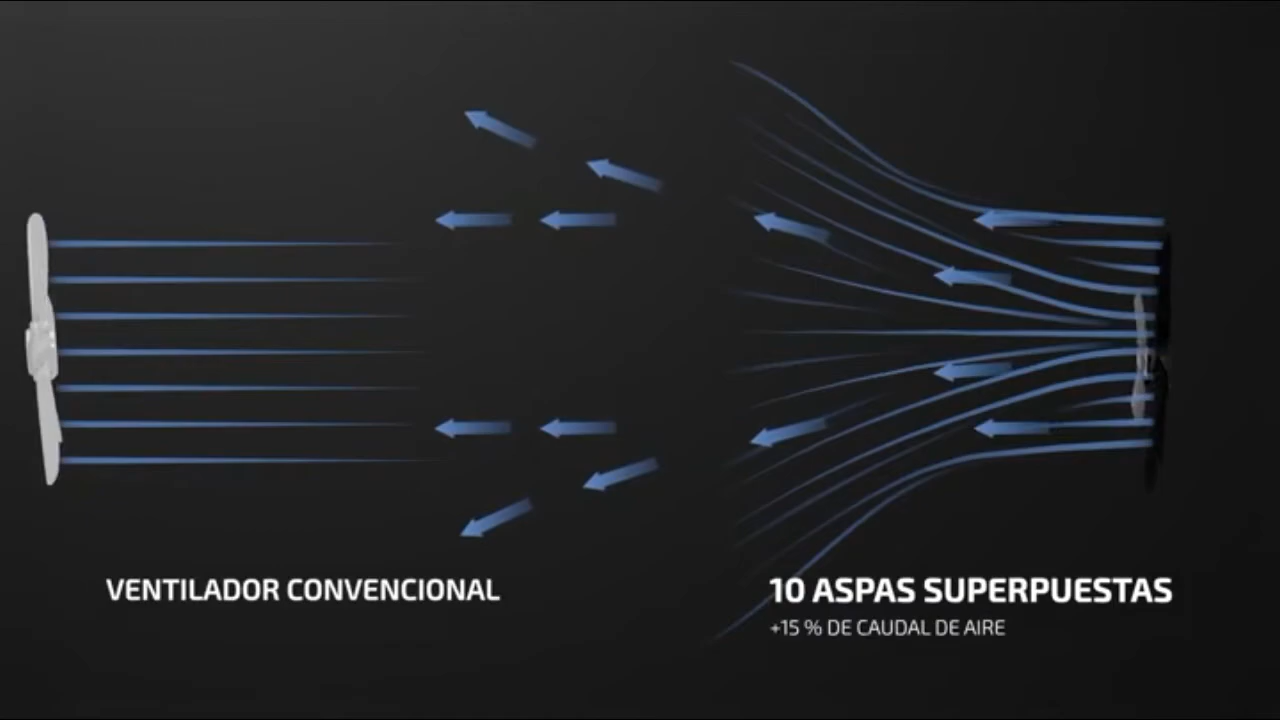 VENTILADOR CONVENCIONAL
10 ASPAS SUPERPUESTAS
+15 % DE CAUDAL DE AIRE